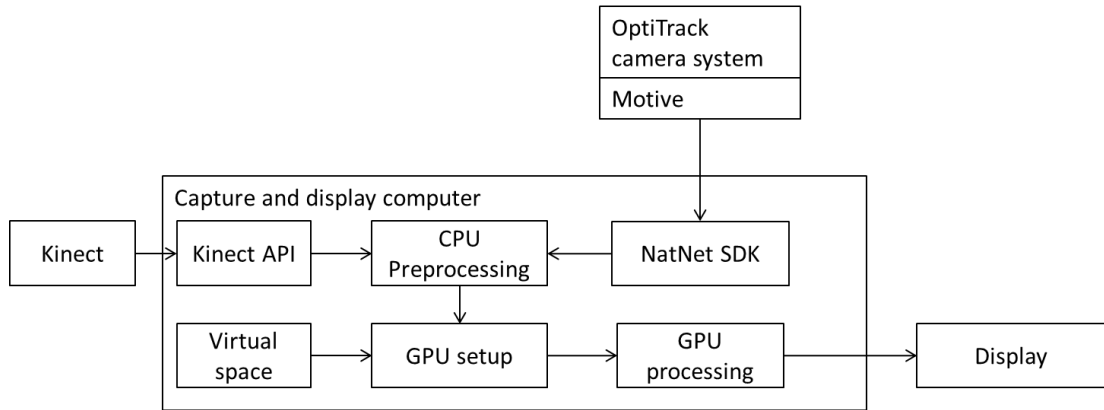 OptiTrack
camera system
Motive
Capture and display computer
Kinect
Kinect API
CPU
Preprocessing
NatNet SDK
Virtual
space
GPU setup
GPU
processing
Display